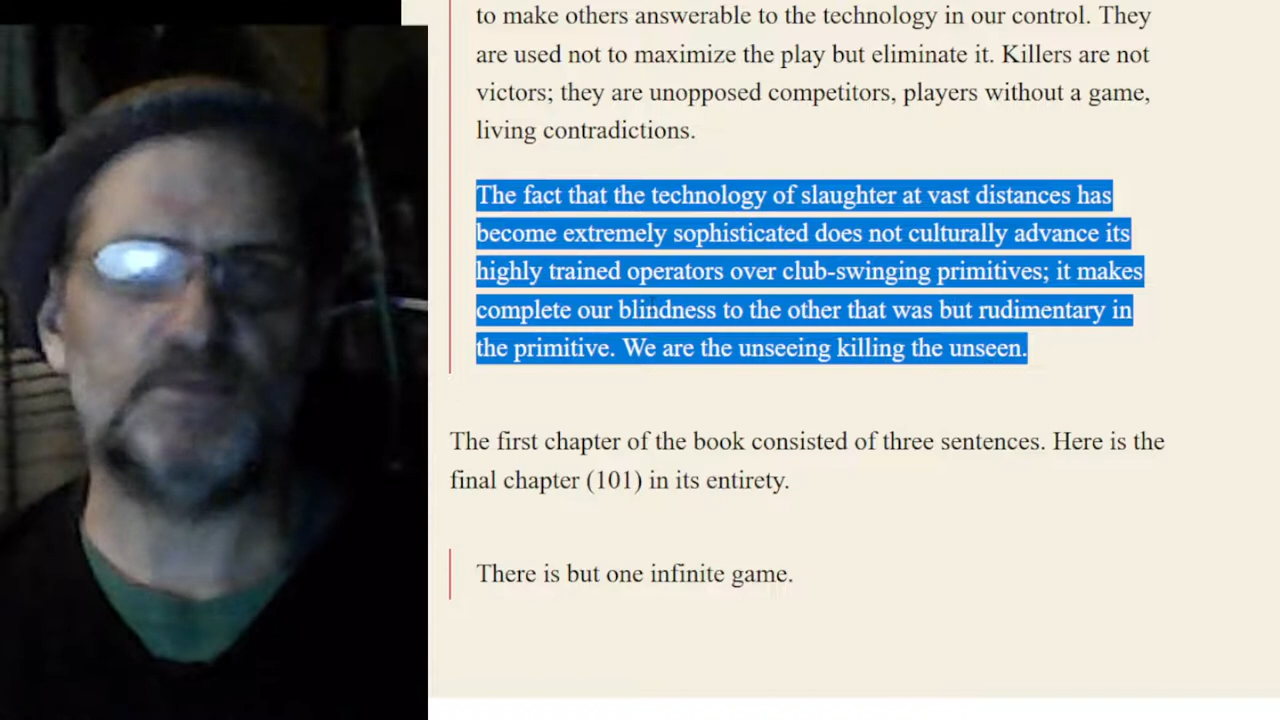 to make others answerable to the technology in our control. They
are used not to maximize the play but eliminate it. Killers are not
victors; they are unopposed competitors, players without a game,
living contradictions.
The fact that the technology of slaughter at vast distances has
become extremely sophisticated does not culturally advance its
highly trained operators over club-swinging primitives; it makes
complete our blindness to the other that was but rudimentary in
the primitive. We are the unseeing killing the unseen.
The first chapter of the book consisted of three sentences. Here is the
final chapter (101) in its entirety.
There is but one infinite game.